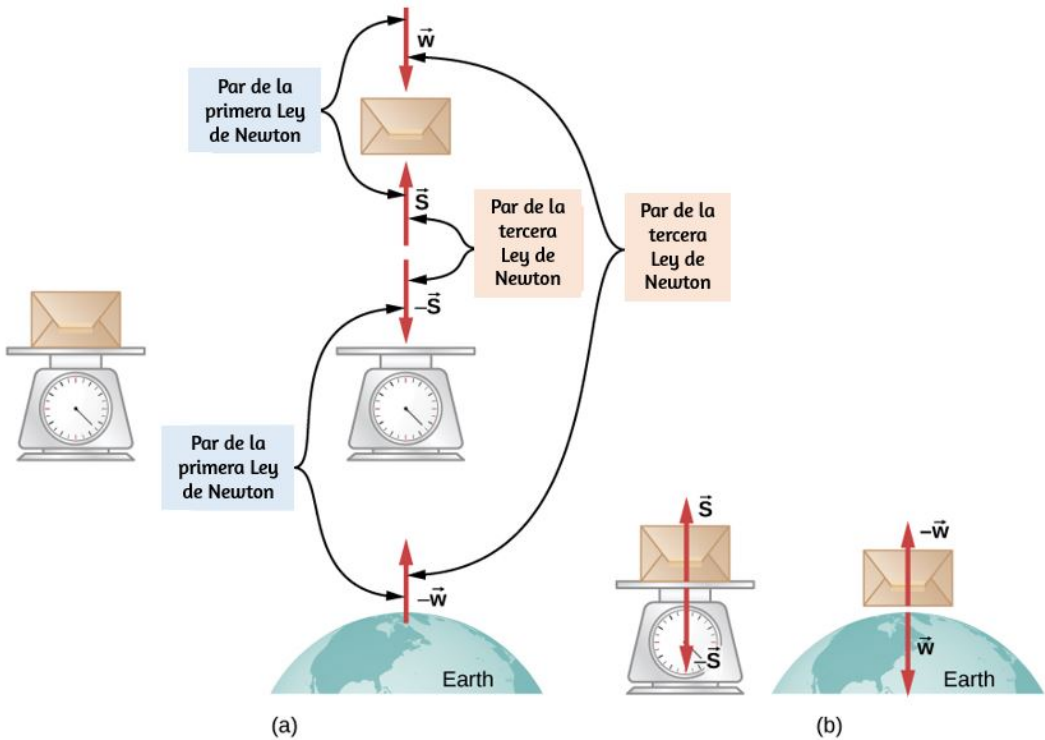 w⃗
Par de la
primera Ley
de Newton
S⃗
Par de la
tercera
Ley de
Newton
Par de la
tercera
Ley de
Newton
–S⃗
Par de la
primera Ley
de Newton
–w⃗
Earth
(a)
S⃗
–S⃗
–w⃗
w⃗
Earth
(b)